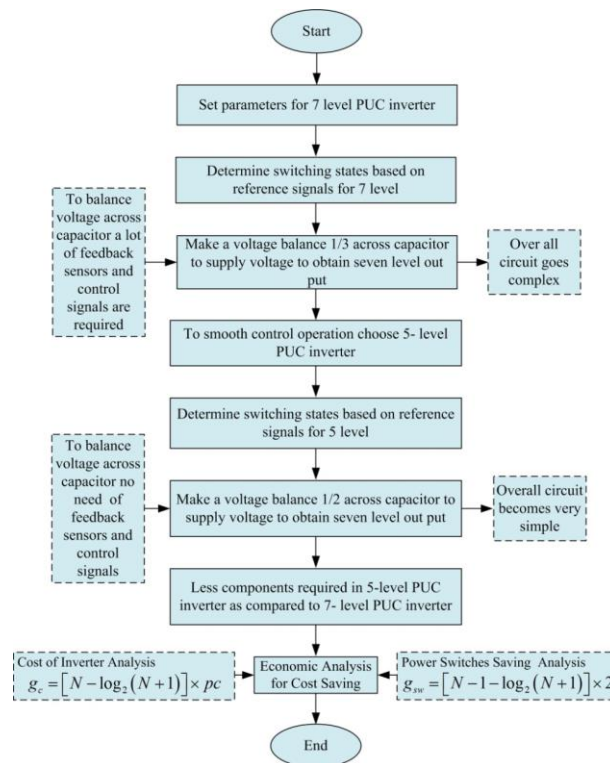 Start
Set parameters for 7 level PUC inverter
Determine switching states based on
reference signals for 7 level
To balance
voltage across
capacitor a lot
of feedback
sensors and
control
signals are
required
Make a voltage balance 1/3 across capacitor
to supply voltage to obtain seven level out
put
Over all
circuit goes
complex
To smooth control operation choose 5- level
PUC inverter
Determine switching states based on reference
signals for 5 level
To balance
voltage across
capacitor no
need of
feedback
sensors and
control
signals
Make a voltage balance 1/2 across capacitor to
supply voltage to obtain seven level out put
Overall circuit
becomes very
simple
Less components required in 5-level PUC
inverter as compared to 7- level PUC inverter
Cost of Inverter Analysis
g_c = [N − log₂(N+1)] × pc
Economic Analysis
for Cost Saving
Power Switches Saving Analysis
g_sw = [N −1− log₂(N+1)] × 2
End